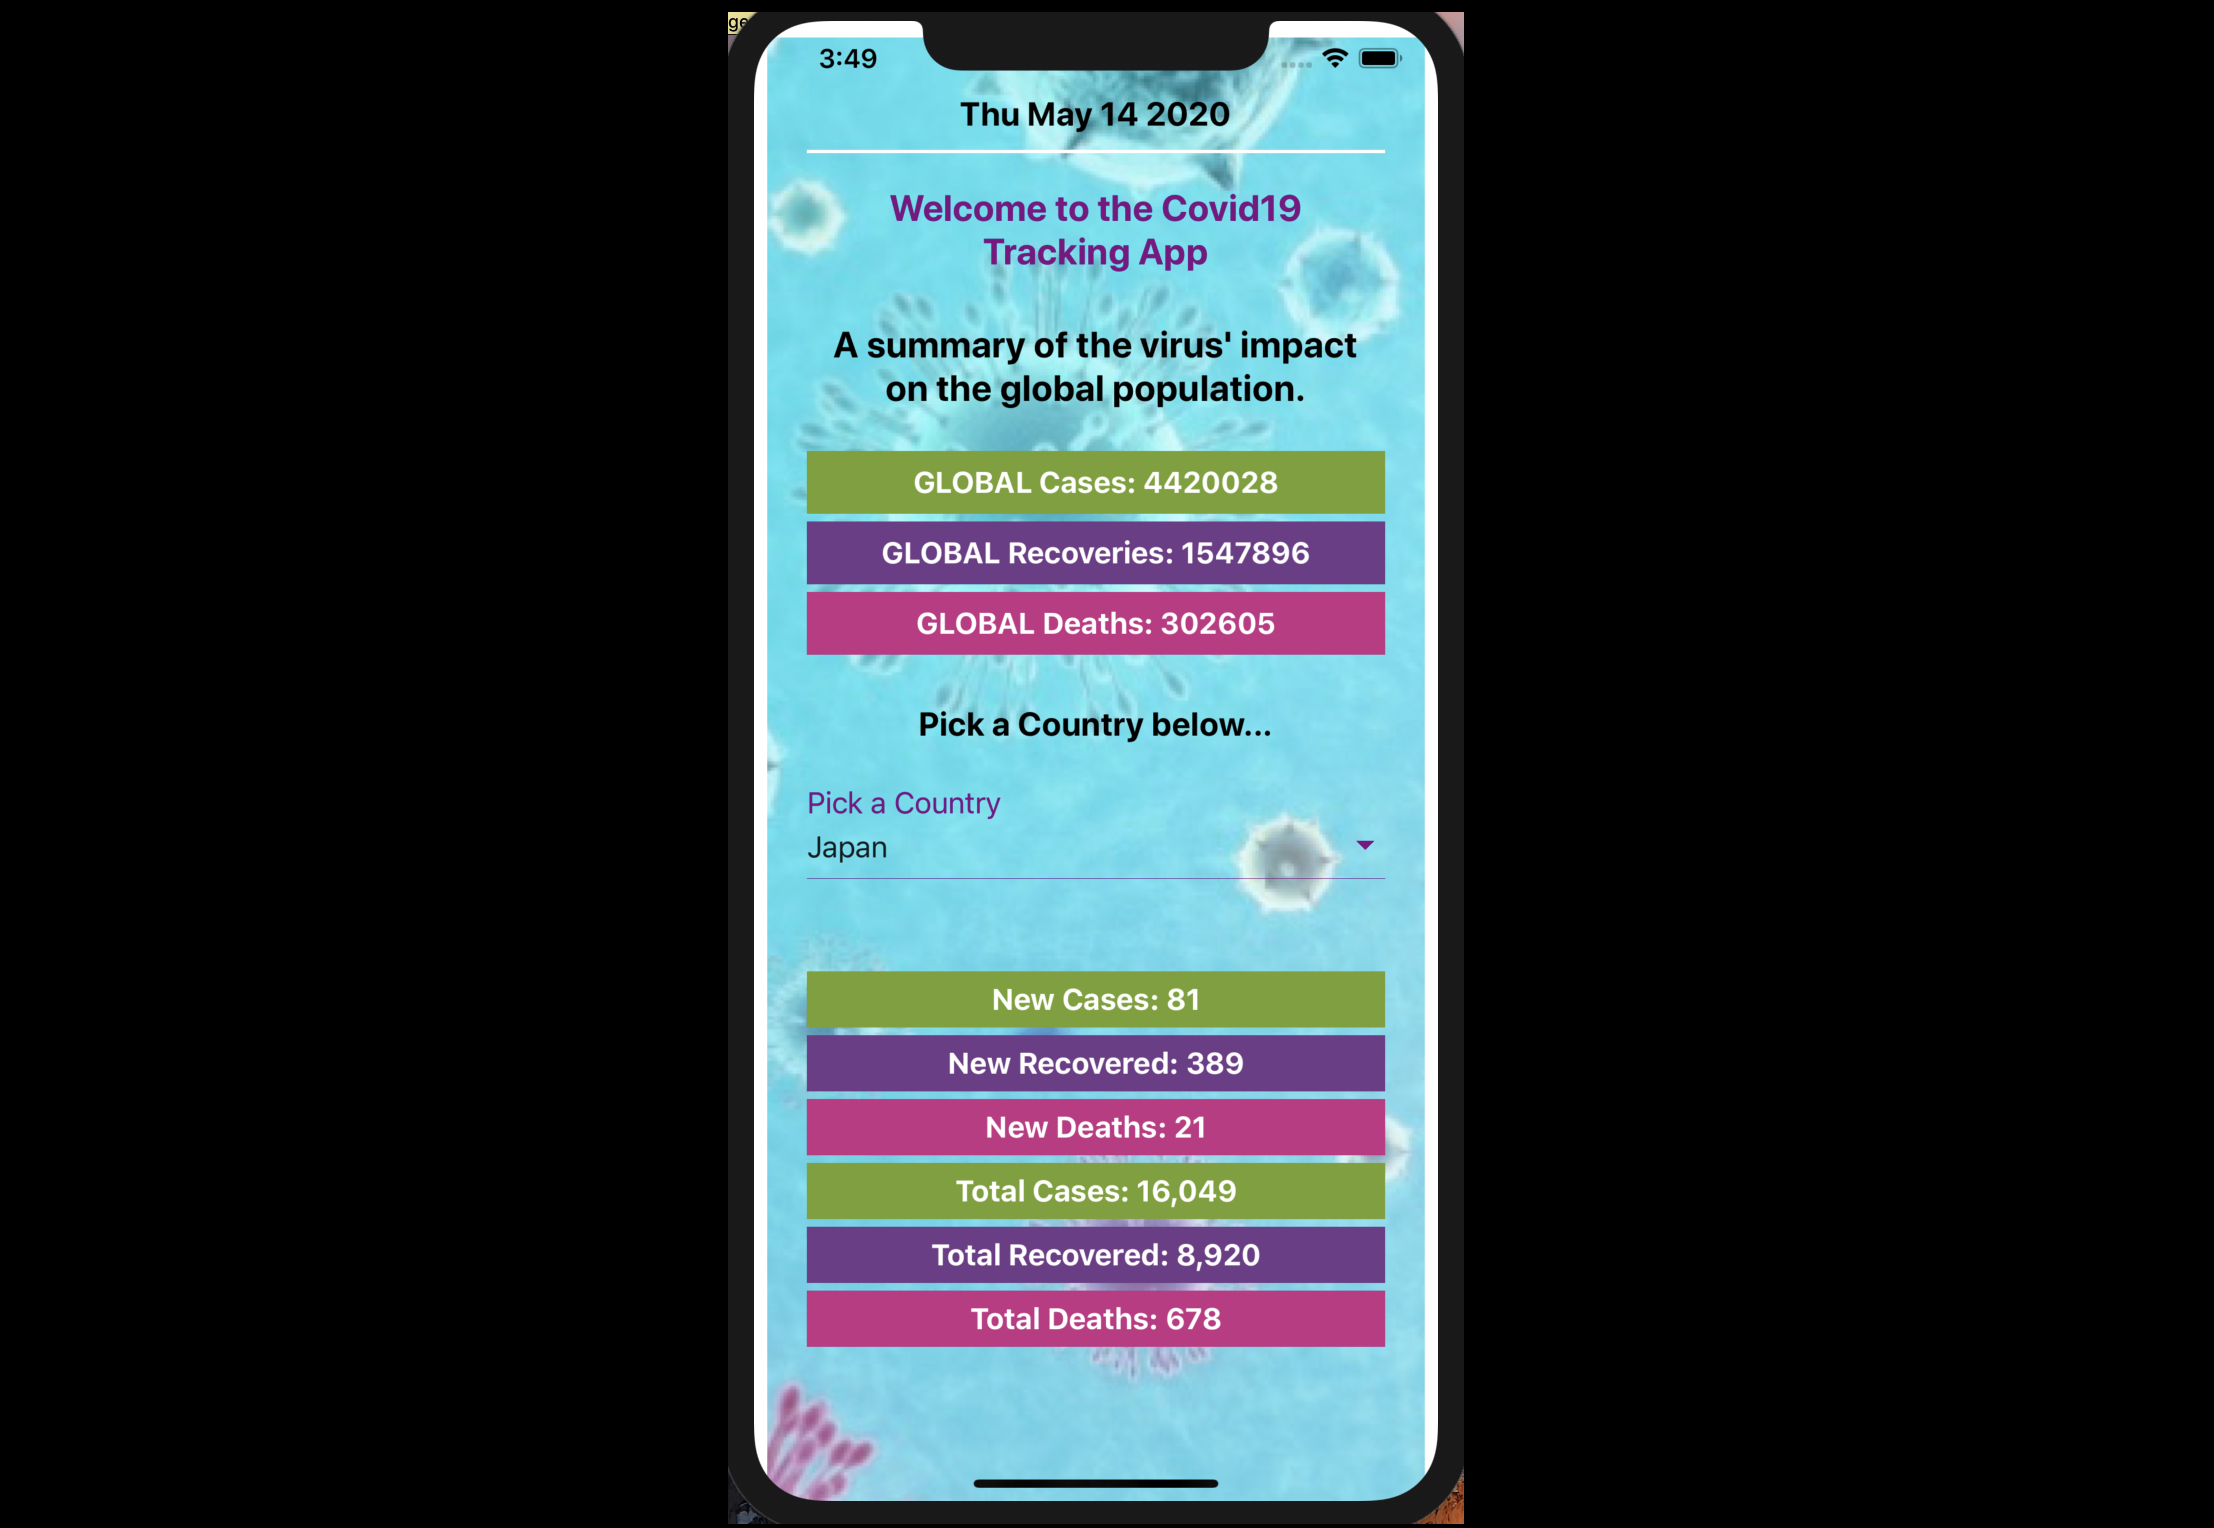 ge
3:49
Thu May 14 2020
Welcome to the Covid19
Tracking App
A summary of the virus' impact
on the global population.
GLOBAL Cases: 4420028
GLOBAL Recoveries: 1547896
GLOBAL Deaths: 302605
Pick a Country below...
Pick a Country
Japan
New Cases: 81
New Recovered: 389
New Deaths: 21
Total Cases: 16,049
Total Recovered: 8,920
Total Deaths: 678